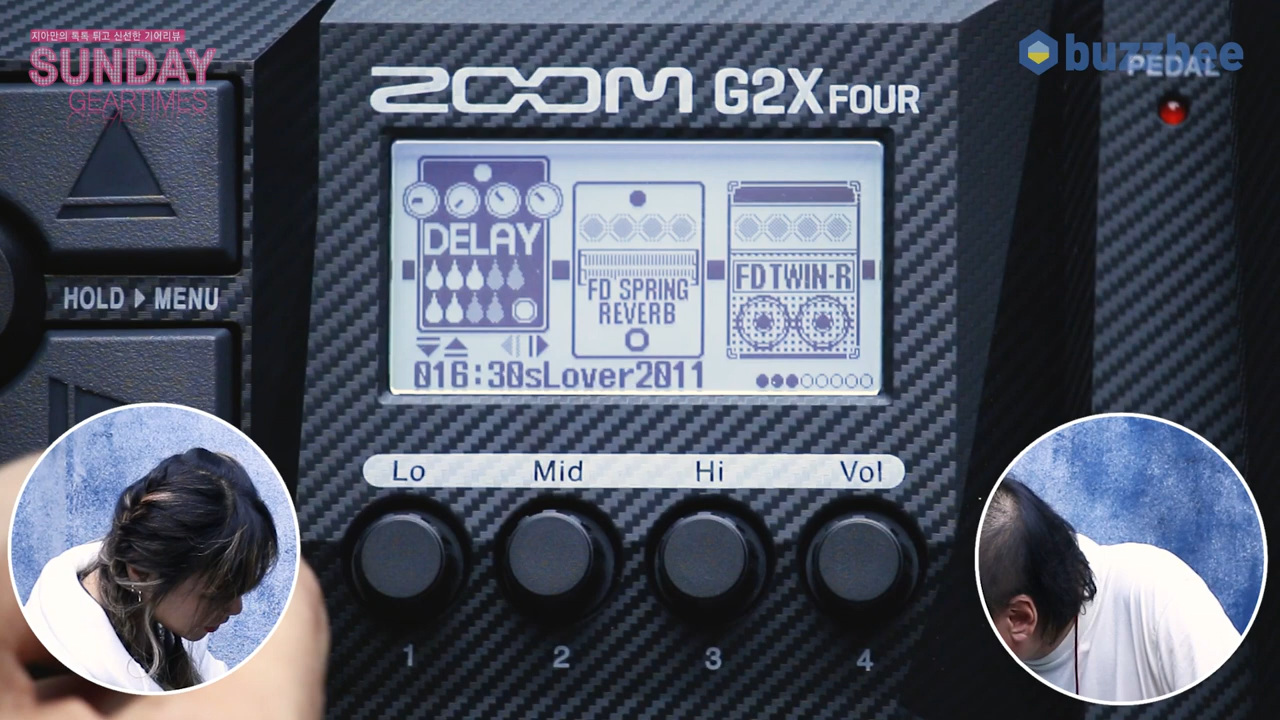 지아만의 톡톡 튀고 신선한 기어리뷰
SUNDAY
GEARTIMES
buzzbee
PEDAL
ZOOM G2X FOUR
HOLD MENU
DELAY
FD SPRING
REVERB
FD TWIN-R
016:30sLover2011
Lo Mid Hi Vol
1 2 3 4